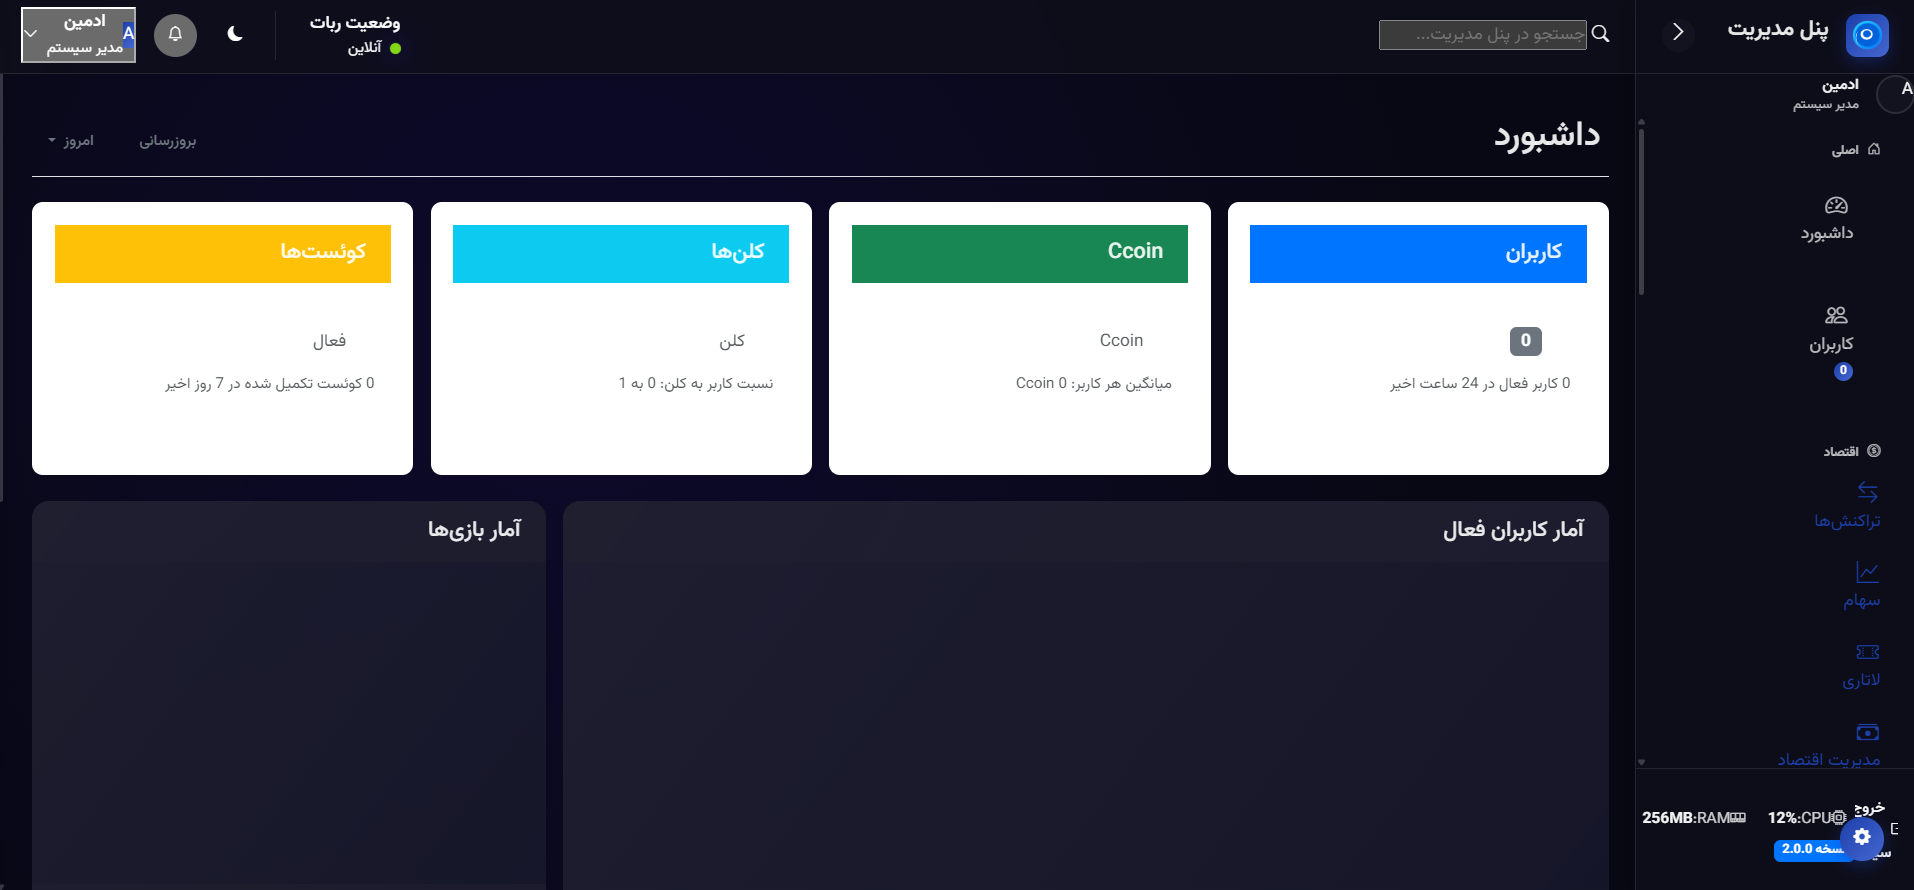 پنل مدیریت
جستجو در پنل مدیریت...
وضعیت ربات
آنلاین
A
ادمین
مدیر سیستم
A
ادمین
مدیر سیستم
اصلی
داشبورد
کاربران
0
اقتصاد
تراکنش‌ها
سهام
لاتاری
مدیریت اقتصاد
خروج
CPU:12%
RAM:256MB
نسخه 2.0.0
داشبورد
بروزرسانی
امروز
کاربران
0
0 کاربر فعال در 24 ساعت اخیر
Ccoin
Ccoin
میانگین هر کاربر: 0 Ccoin
کلن‌ها
کلن
نسبت کاربر به کلن: 0 به 1
کوئست‌ها
فعال
0 کوئست تکمیل شده در 7 روز اخیر
آمار کاربران فعال
آمار بازی‌ها